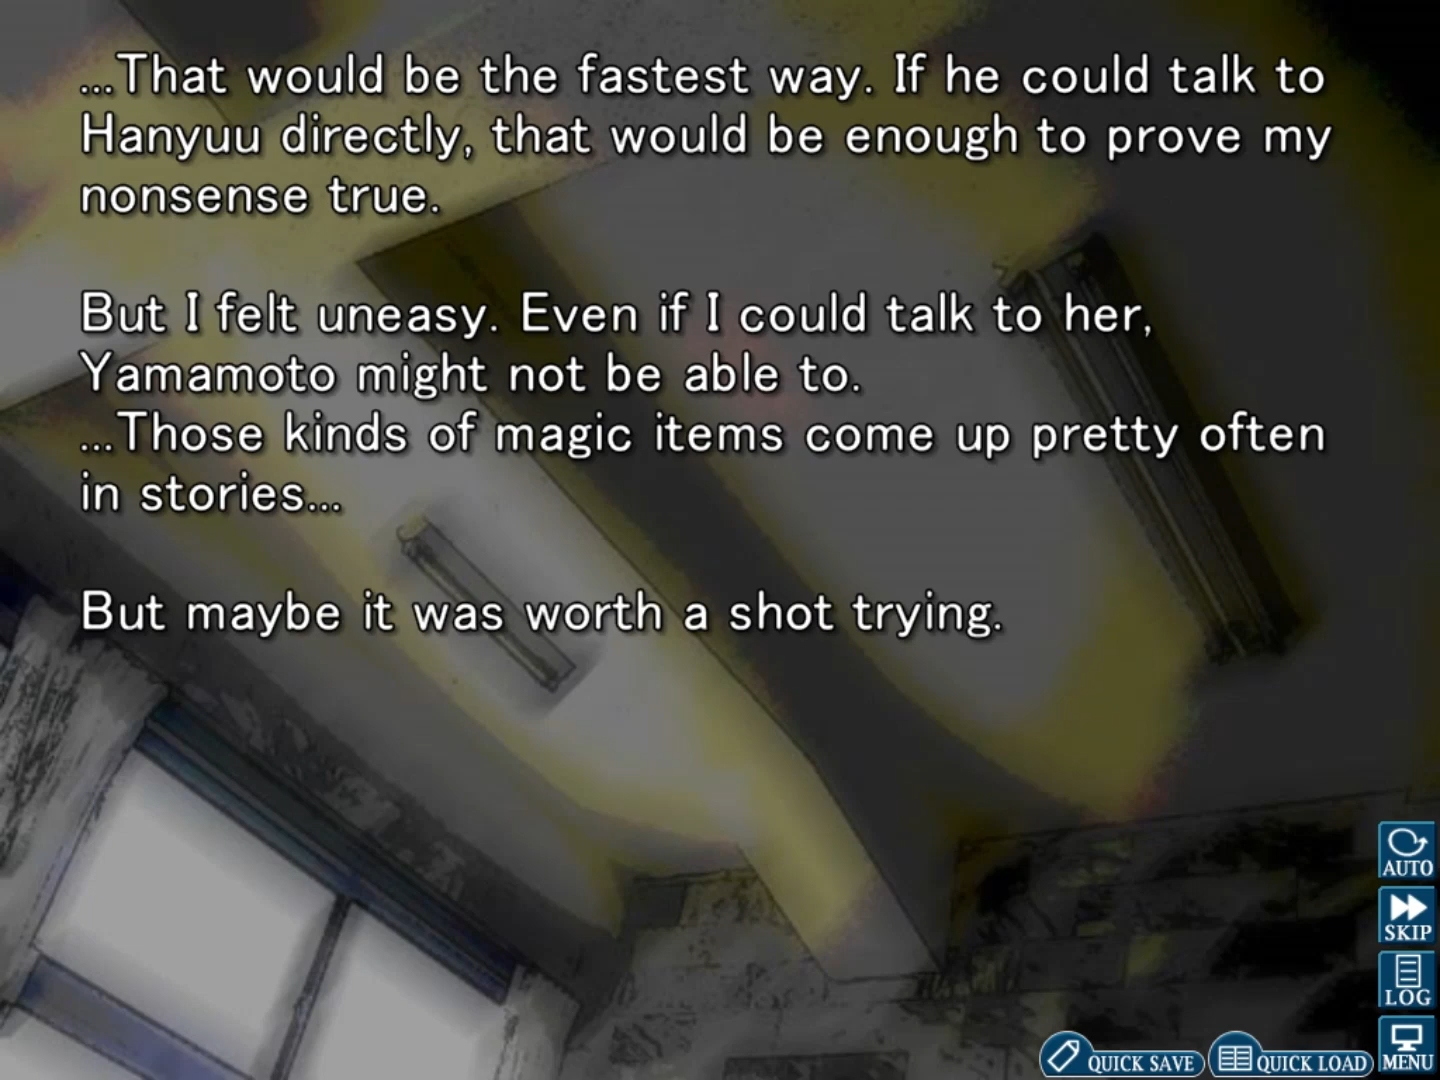 ...That would be the fastest way. If he could talk to
Hanyuu directly, that would be enough to prove my
nonsense true.
But I felt uneasy. Even if I could talk to her,
Yamamoto might not be able to.
...Those kinds of magic items come up pretty often
in stories...
But maybe it was worth a shot trying.
AUTO
SKIP
LOG
QUICK SAVE
QUICK LOAD
MENU